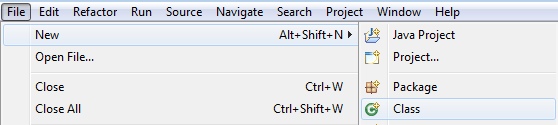 File Edit Refactor Run Source Navigate Search Project Window Help
New Alt+Shift+N Java Project
Open File... Project...
Close Ctrl+W Package
Close All Ctrl+Shift+W Class